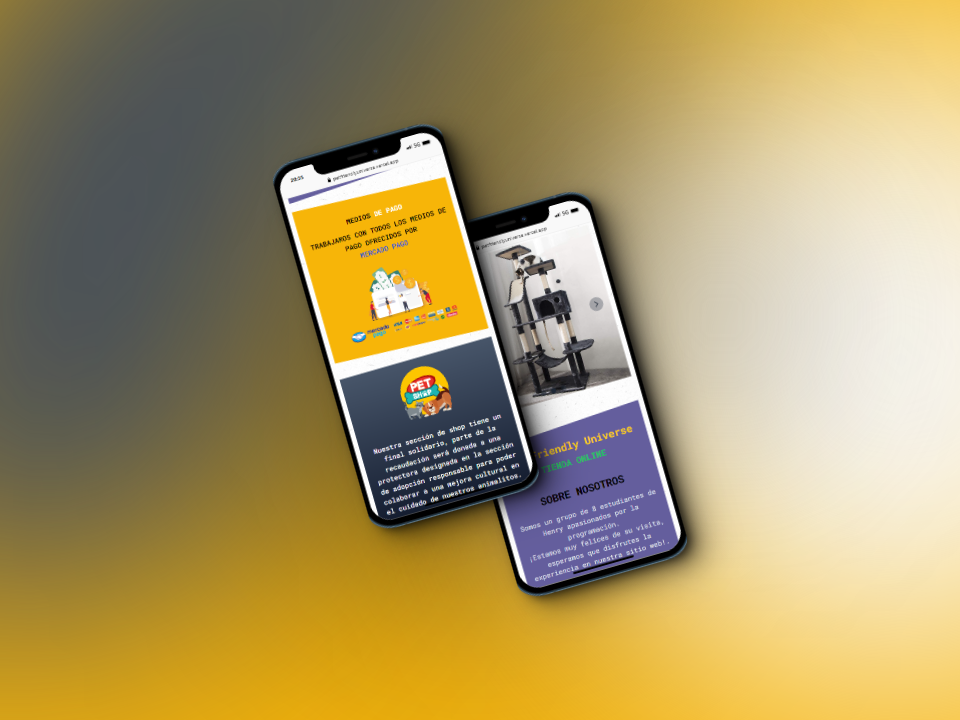 20:25
5G
petfriendlyuniverse.vercel.app
MEDIOS DE PAGO
TRABAJAMOS CON TODOS LOS MEDIOS DE
PAGO OFRECIDOS POR
MERCADO PAGO
mercado
pago
VISA
PET
SHOP
Nuestra sección de shop tiene un
final solidario, parte de la
recaudación será donada a una
protectora designada en la sección
de adopción responsable para poder
colaborar a una mejora cultural en
el cuidado de nuestros animalitos.
5G
petfriendlyuniverse.vercel.app
Friendly Universe
TIENDA ONLINE
SOBRE NOSOTROS
Somos un grupo de 8 estudiantes de
Henry apasionados por la
programación.
¡Estamos muy felices de su visita,
esperamos que disfrutes la
experiencia en nuestra sitio web!.